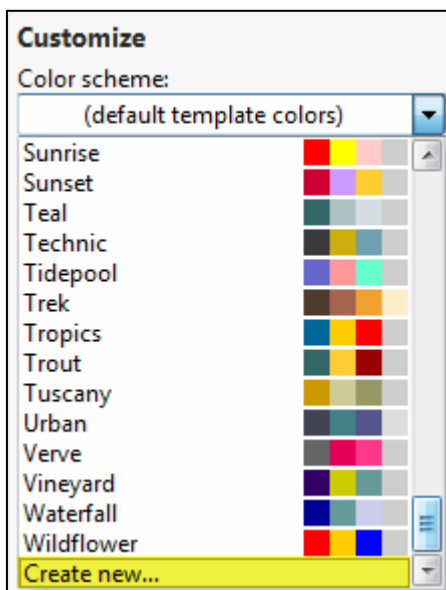 Customize
Color scheme:
(default template colors)
Sunrise
Sunset
Teal
Technic
Tidepool
Trek
Tropics
Trout
Tuscany
Urban
Verve
Vineyard
Waterfall
Wildflower
Create new...